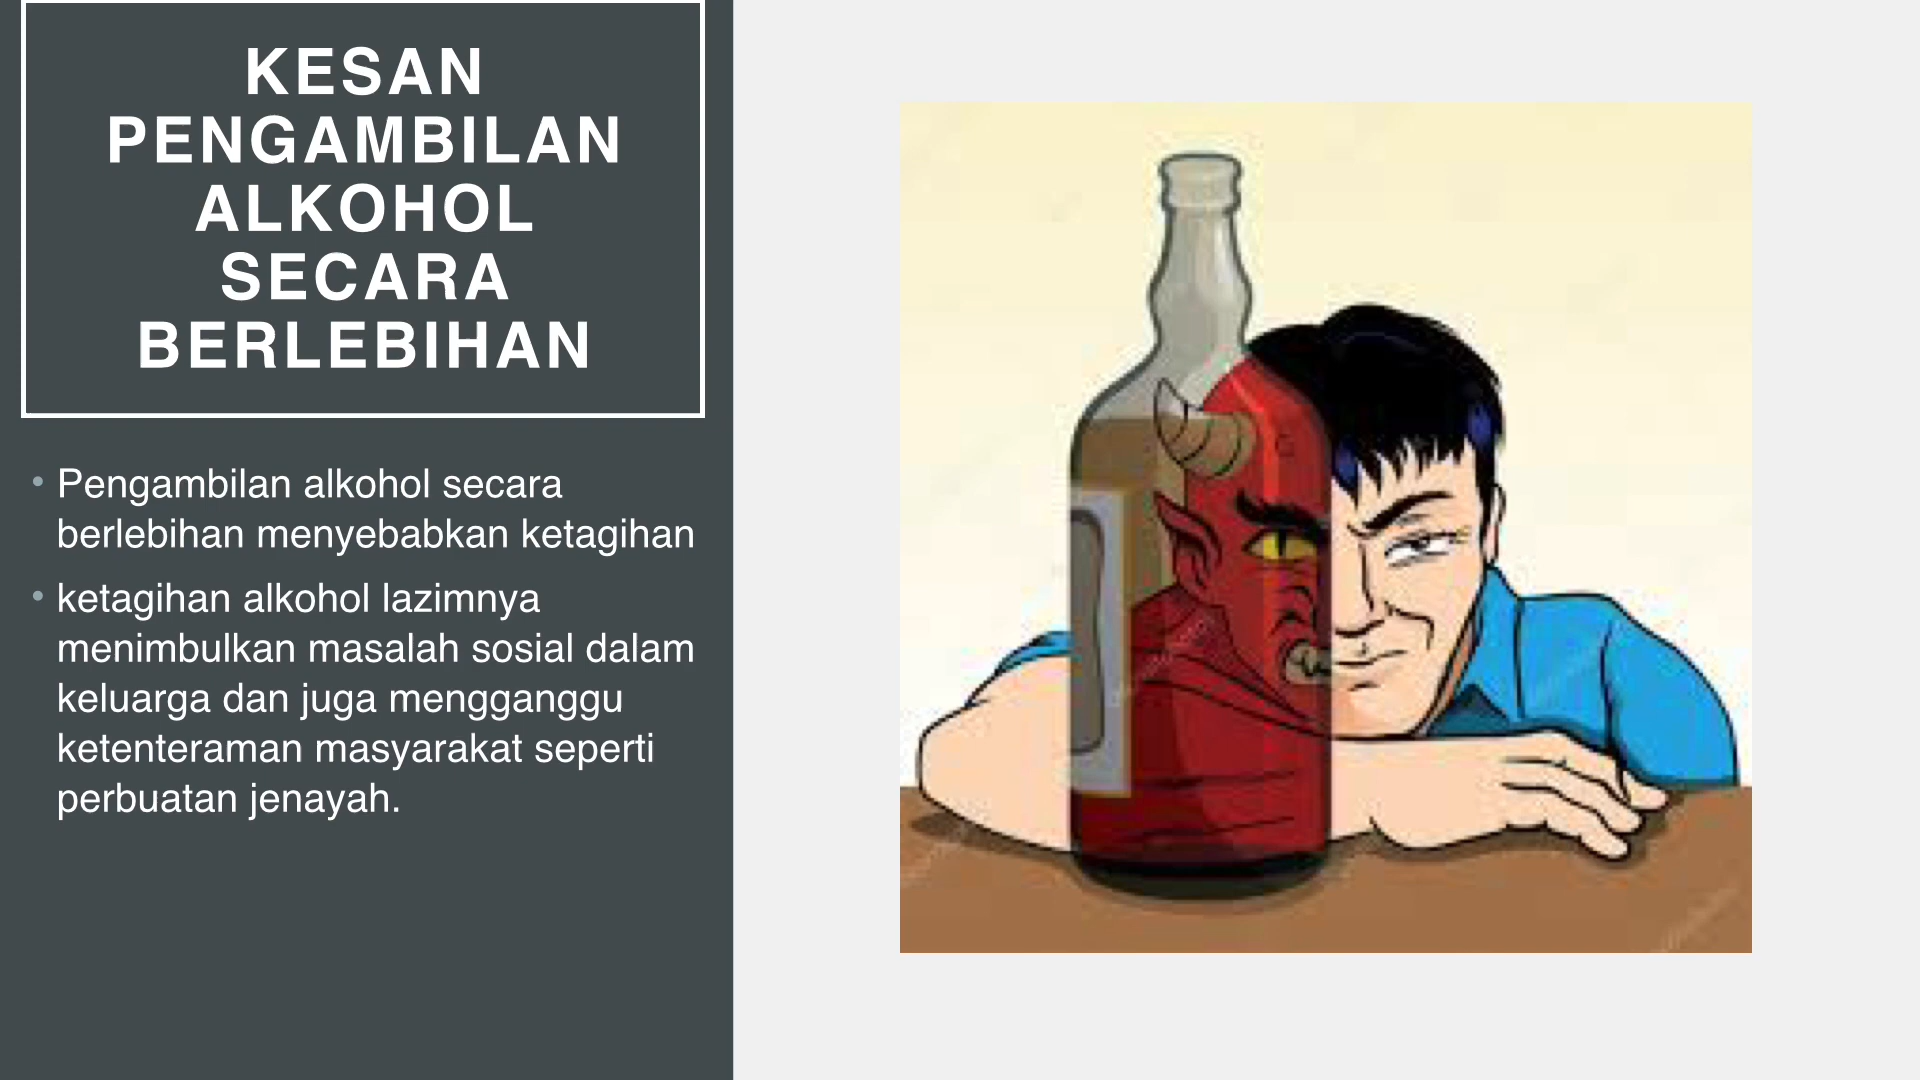 KESAN
PENGAMBILAN
ALKOHOL
SECARA
BERLEBIHAN
• Pengambilan alkohol secara
berlebihan menyebabkan ketagihan
• ketagihan alkohol lazimnya
menimbulkan masalah sosial dalam
keluarga dan juga mengganggu
ketenteraman masyarakat seperti
perbuatan jenayah.